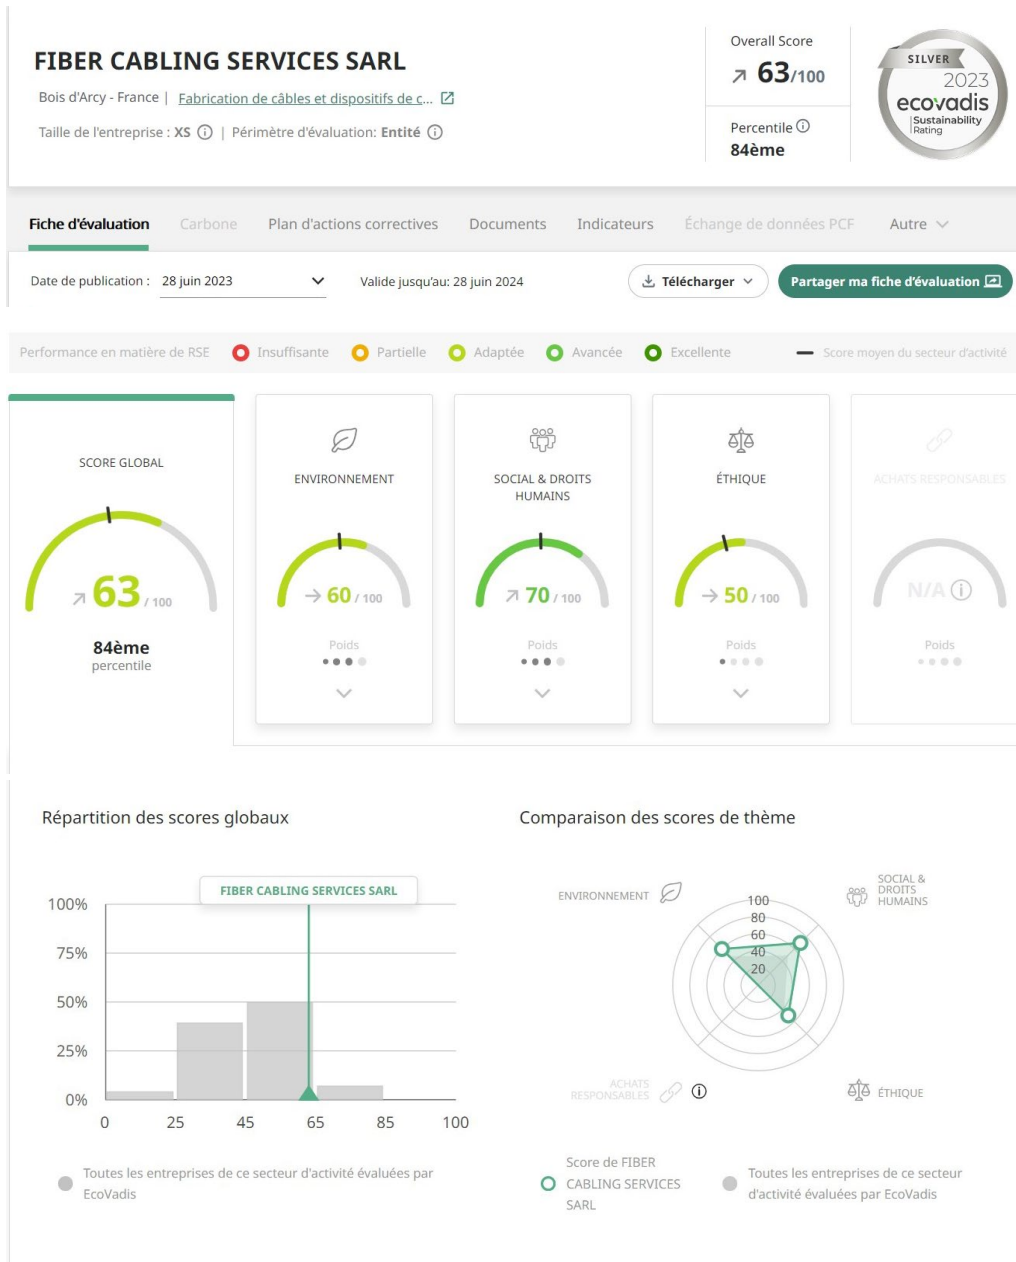 FIBER CABLING SERVICES SARL
Bois d'Arcy - France | Fabrication de câbles et dispositifs de c...
Taille de l'entreprise : XS | Périmètre d'évaluation: Entité
Overall Score
63/100
Percentile
84ème
SILVER
2023
ecovadis
Sustainability
Rating
Fiche d'évaluation Carbone Plan d'actions correctives Documents Indicateurs Échange de données PCF Autre
Date de publication : 28 juin 2023 Valide jusqu'au: 28 juin 2024 Télécharger Partager ma fiche d'évaluation
Performance en matière de RSE Insuffisante Partielle Adaptée Avancée Excellente Score moyen du secteur d'activité
SCORE GLOBAL
63 / 100
84ème
percentile
ENVIRONNEMENT
60 / 100
Poids
SOCIAL & DROITS
HUMAINS
70 / 100
Poids
ÉTHIQUE
50 / 100
Poids
ACHATS RESPONSABLES
N/A
Poids
Répartition des scores globaux
FIBER CABLING SERVICES SARL
100%
75%
50%
25%
0%
0 25 45 65 85 100
Toutes les entreprises de ce secteur d'activité évaluées par
EcoVadis
Comparaison des scores de thème
ENVIRONNEMENT
SOCIAL &
DROITS
HUMAINS
100
80
60
40
20
ACHATS
RESPONSABLES
ÉTHIQUE
Score de FIBER
CABLING SERVICES
SARL
Toutes les entreprises de ce secteur
d'activité évaluées par EcoVadis